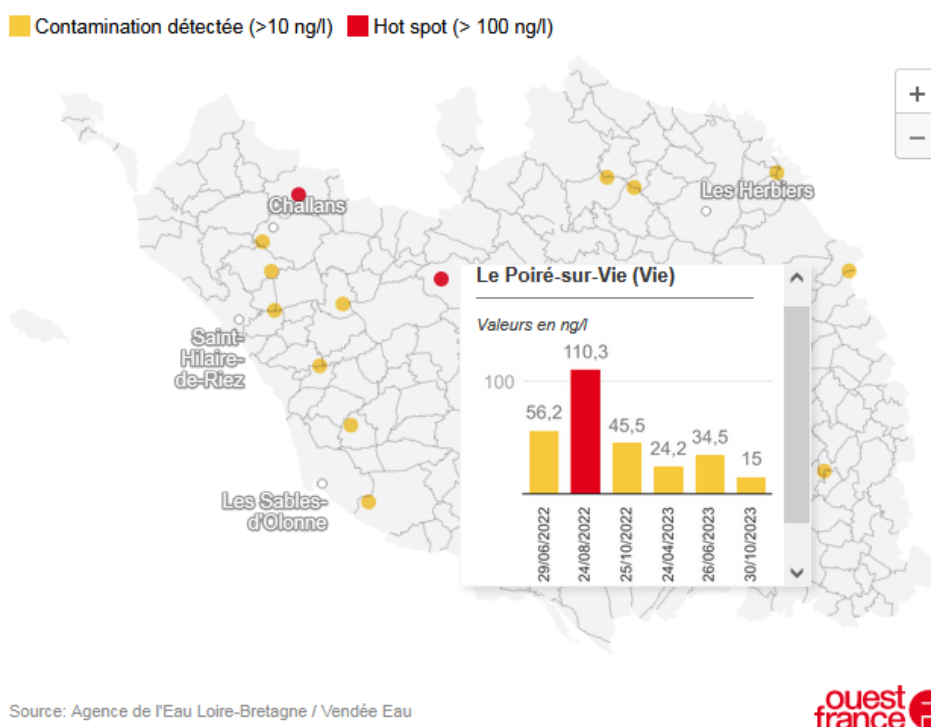 Contamination détectée (>10 ng/l) Hot spot (> 100 ng/l)
+
−
Les Herbiers
Challans
Le Poiré-sur-Vie (Vie)
Valeurs en ng/l
Saint-
Hilaire-
de-Riez
100
56,2
110,3
45,5
24,2
34,5
15
29/06/2022
24/08/2022
25/10/2022
24/04/2023
26/06/2023
30/10/2023
Les Sables-
d'Olonne
Source: Agence de l'Eau Loire-Bretagne / Vendée Eau
ouest
france